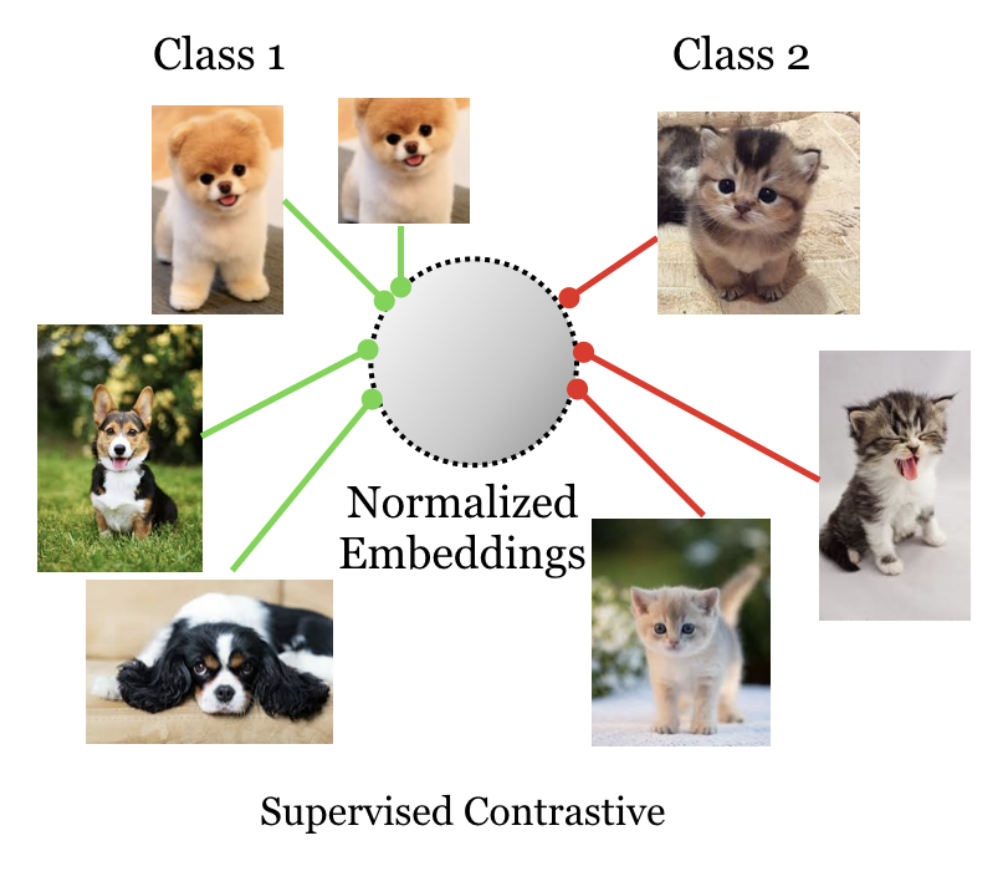 Class 1
Class 2
Normalized
Embeddings
Supervised Contrastive